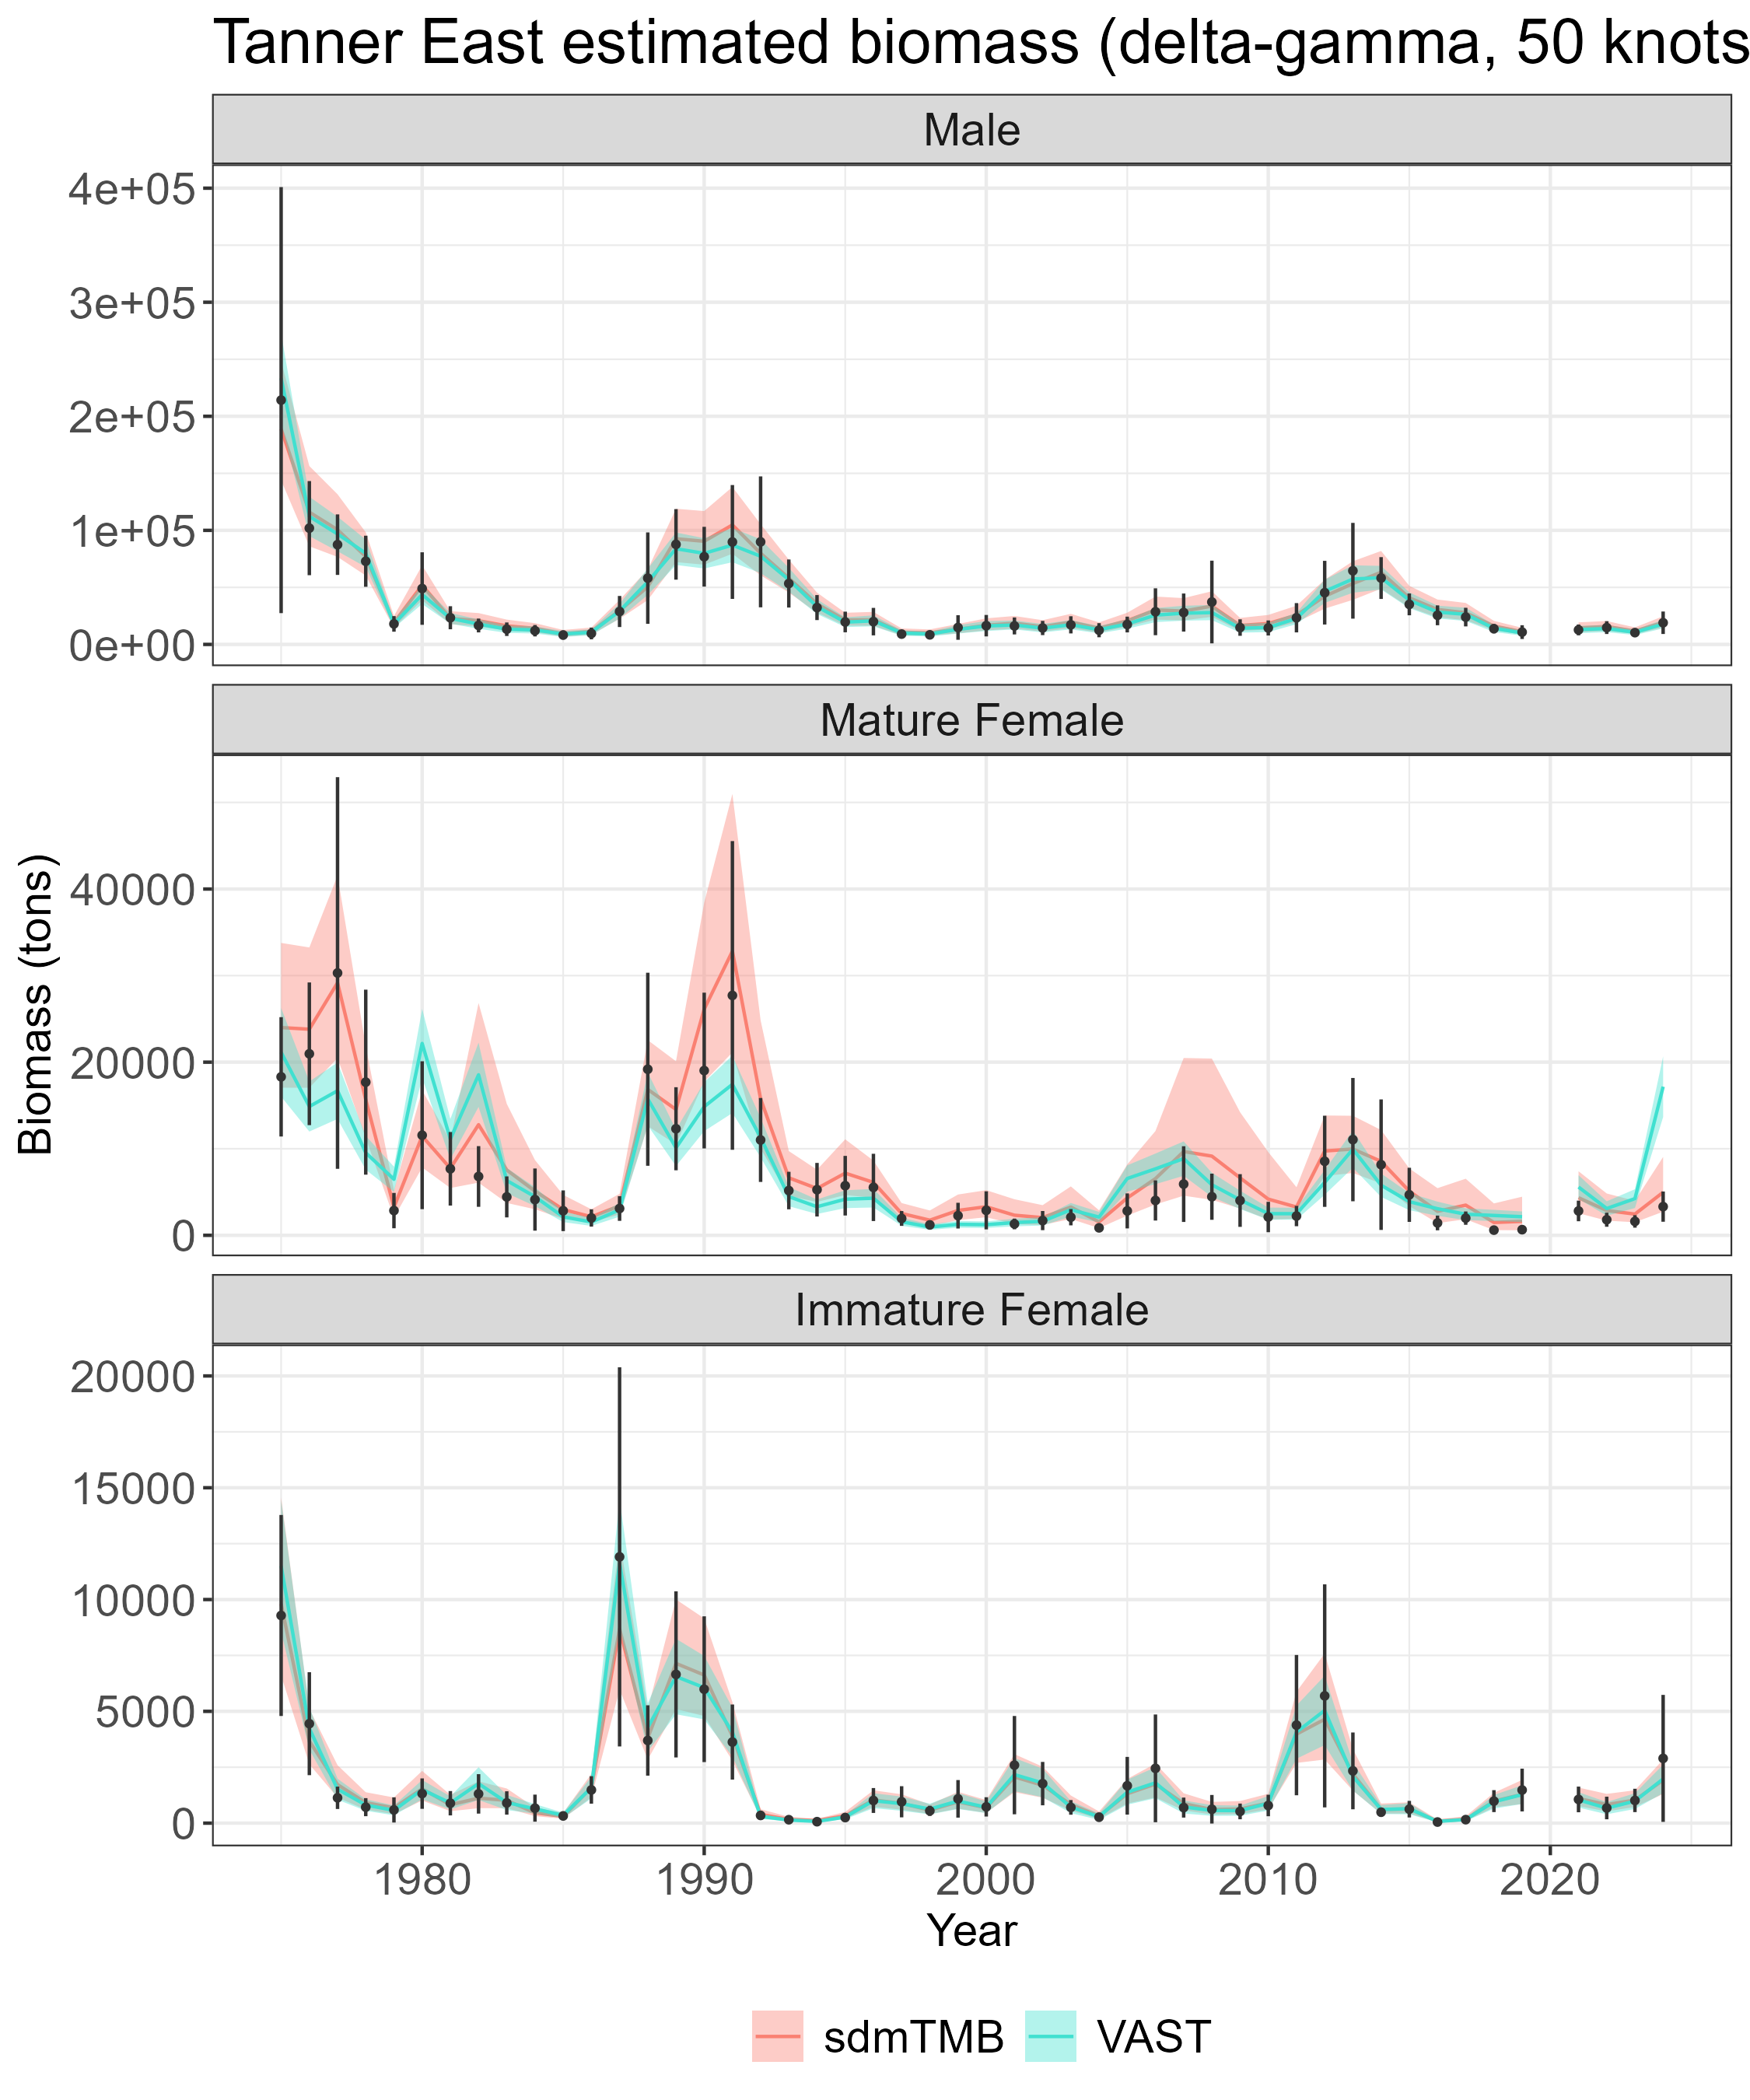 Tanner East estimated biomass (delta-gamma, 50 knots
Male
4e+05
3e+05
2e+05
1e+05
0e+00
Mature Female
40000
20000
0
Biomass (tons)
Immature Female
20000
15000
10000
5000
0
1980 1990 2000 2010 2020
Year
sdmTMB VAST